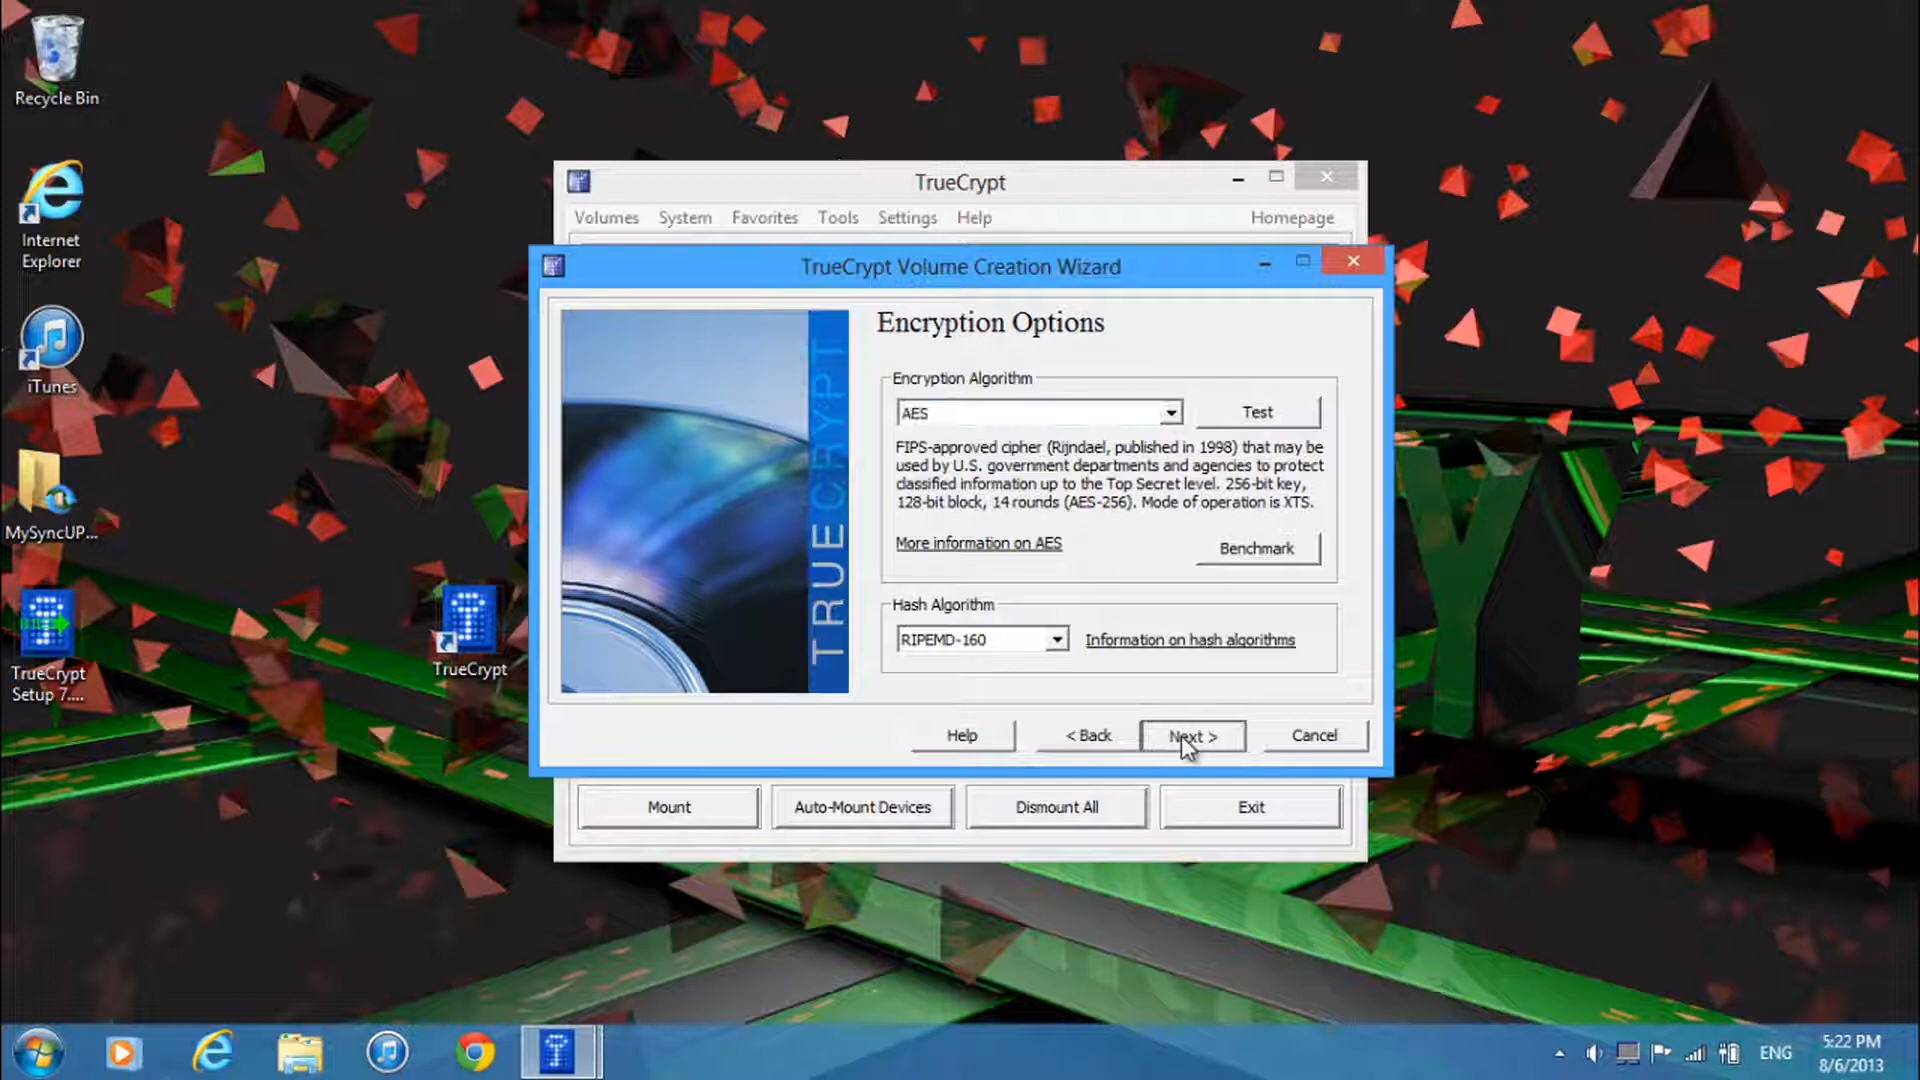 Recycle Bin
Internet
Explorer
iTunes
MySyncUP...
TrueCrypt
Setup 7....
TrueCrypt
TrueCrypt
Volumes System Favorites Tools Settings Help Homepage
TrueCrypt Volume Creation Wizard
TRUECRYPT
Encryption Options
Encryption Algorithm
AES
Test
FIPS-approved cipher (Rijndael, published in 1998) that may be
used by U.S. government departments and agencies to protect
classified information up to the Top Secret level. 256-bit key,
128-bit block, 14 rounds (AES-256). Mode of operation is XTS.
More information on AES
Benchmark
Hash Algorithm
RIPEMD-160
Information on hash algorithms
Help < Back Next > Cancel
Mount Auto-Mount Devices Dismount All Exit
ENG
5:22 PM
8/6/2013